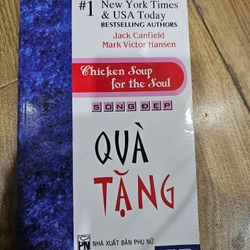 #1 New York Times
& USA Today
BESTSELLING AUTHORS
Jack Canfield
Mark Victor Hansen
Chicken Soup
for the Soul
SỐNG ĐẸP
QUÀ
TẶNG
PN
NHÀ XUẤT BẢN PHỤ NỮ